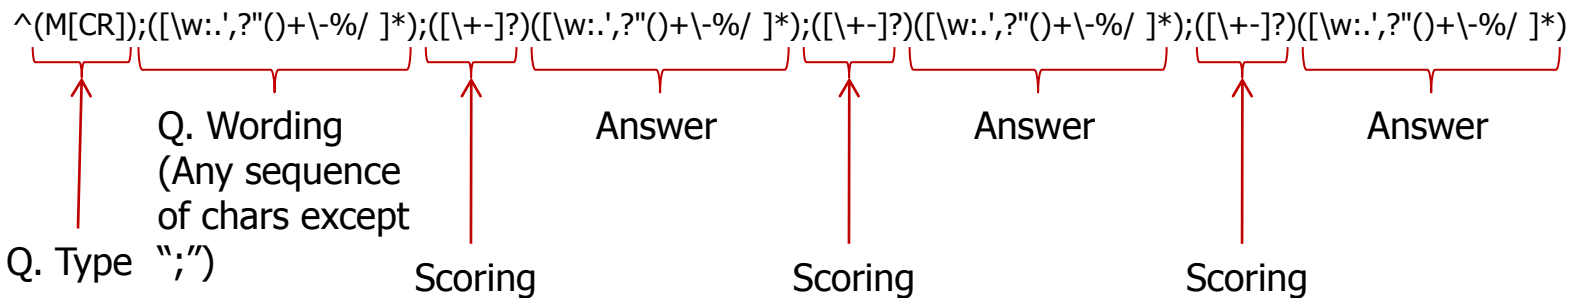 ^(M[CR]);([\w:.',?"()+\-%/ ]*);([\+-]?)([\w:.',?"()+\-%/ ]*);([\+-]?)([\w:.',?"()+\-%/ ]*);([\+-]?)([\w:.',?"()+\-%/ ]*)
Q. Wording
(Any sequence
of chars except
“;”)
Answer
Answer
Answer
Q. Type
Scoring
Scoring
Scoring